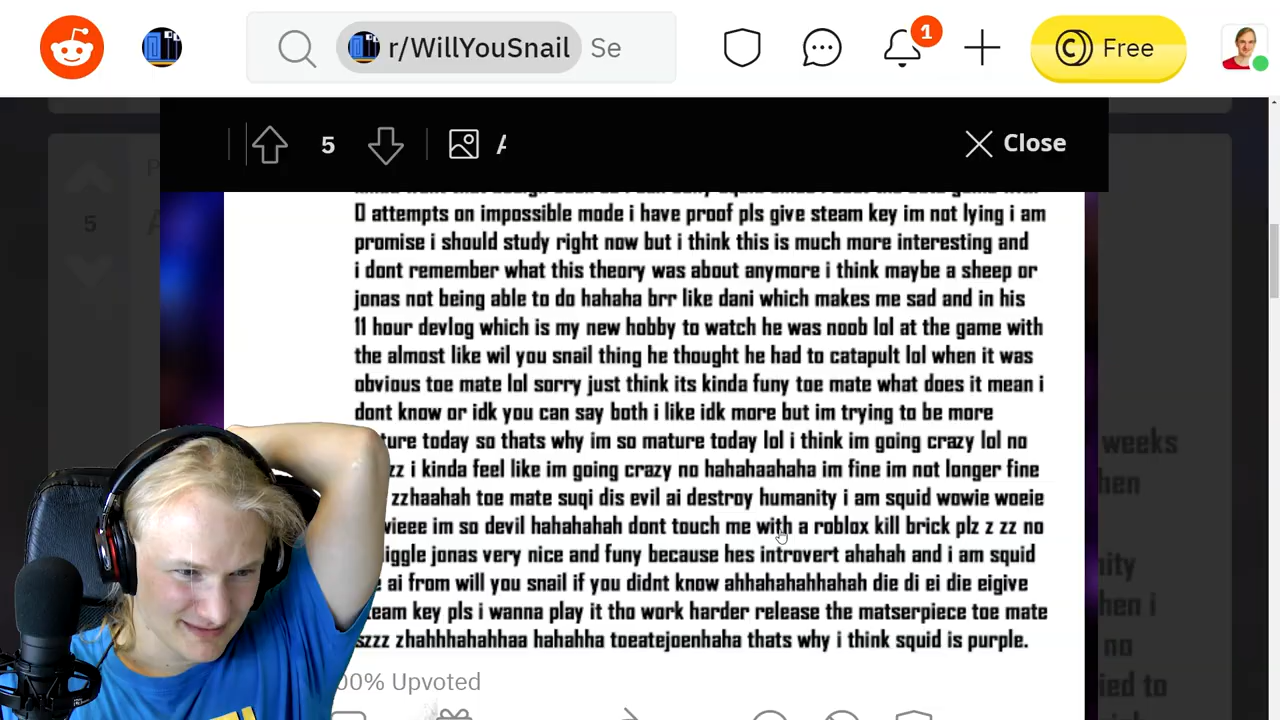 r/WillYouSnail Se
1
Free
5
Close
0 attempts on impossible mode i have proof pls give steam key im not lying i am
promise i should study right now but i think this is much more interesting and
i dont remember what this theory was about anymore i think maybe a sheep or
jonas not being able to do hahaha brr like dani which makes me sad and in his
11 hour devlog which is my new hobby to watch he was noob lol at the game with
the almost like wil you snail thing he thought he had to catapult lol when it was
obvious toe mate lol sorry just think its kinda funy toe mate what does it mean i
dont know or idk you can say both i like idk more but im trying to be more
ture today so thats why im so mature today lol i think im going crazy lol no
zz i kinda feel like im going crazy no hahahaahaha im fine im not longer fine
zzhaahah toe mate suqi dis evil ai destroy humanity i am squid wowie woeie
wieee im so devil hahahahah dont touch me with a roblox kill brick plz z zz no
iggle jonas very nice and funy because hes introvert ahahah and i am squid
ai from will you snail if you didnt know ahhahahahhahah die di ei die eigive
team key pls i wanna play it tho work harder release the matserpiece toe mate
szzz zhahhhahahhaa hahahha toeatejoenhaha thats why i think squid is purple.
00% Upvoted
5
weeks
hen
ity
hen i
no
ied to